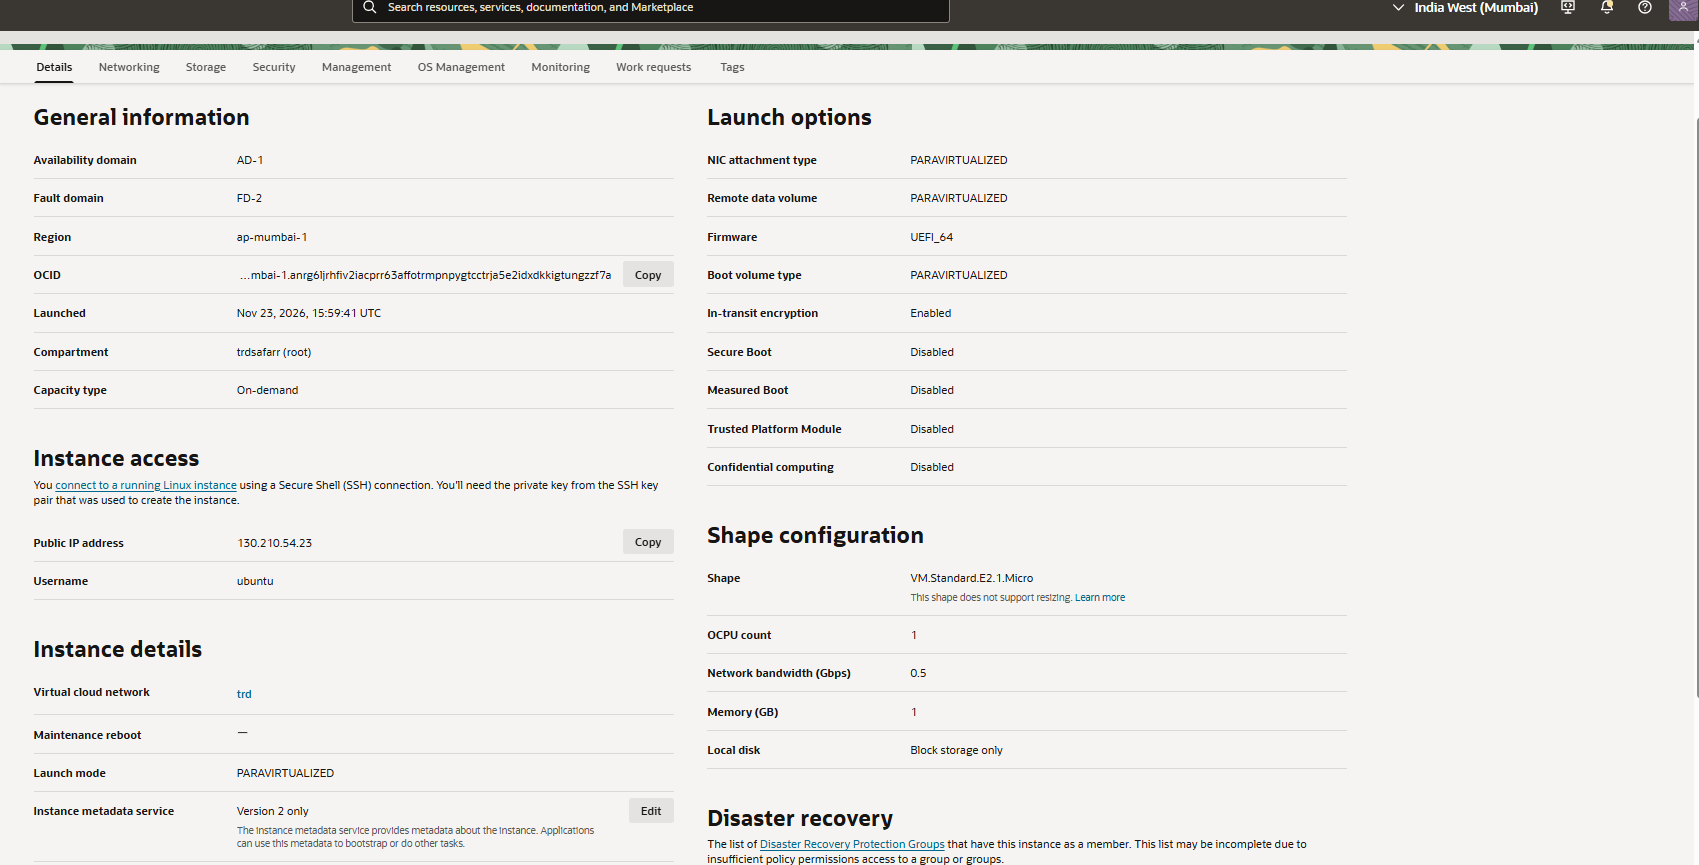 Search resources, services, documentation, and Marketplace
India West (Mumbai)
Details Networking Storage Security Management OS Management Monitoring Work requests Tags
General information
Availability domain AD-1
Fault domain FD-2
Region ap-mumbai-1
OCID ...mbai-1.anrg6ljrhfiv2iacprr63affotrmpnpygtcctrja5e2idxdkkigtungzzf7a Copy
Launched Nov 23, 2026, 15:59:41 UTC
Compartment trdsafarr (root)
Capacity type On-demand
Instance access
You connect to a running Linux instance using a Secure Shell (SSH) connection. You'll need the private key from the SSH key
pair that was used to create the instance.
Public IP address 130.210.54.23 Copy
Username ubuntu
Instance details
Virtual cloud network trd
Maintenance reboot —
Launch mode PARAVIRTUALIZED
Instance metadata service Version 2 only Edit
The instance metadata service provides metadata about the instance. Applications
can use this metadata to bootstrap or do other tasks.
Launch options
NIC attachment type PARAVIRTUALIZED
Remote data volume PARAVIRTUALIZED
Firmware UEFI_64
Boot volume type PARAVIRTUALIZED
In-transit encryption Enabled
Secure Boot Disabled
Measured Boot Disabled
Trusted Platform Module Disabled
Confidential computing Disabled
Shape configuration
Shape VM.Standard.E2.1.Micro
This shape does not support resizing. Learn more
OCPU count 1
Network bandwidth (Gbps) 0.5
Memory (GB) 1
Local disk Block storage only
Disaster recovery
The list of Disaster Recovery Protection Groups that have this instance as a member. This list may be incomplete due to
insufficient policy permissions access to a group or groups.